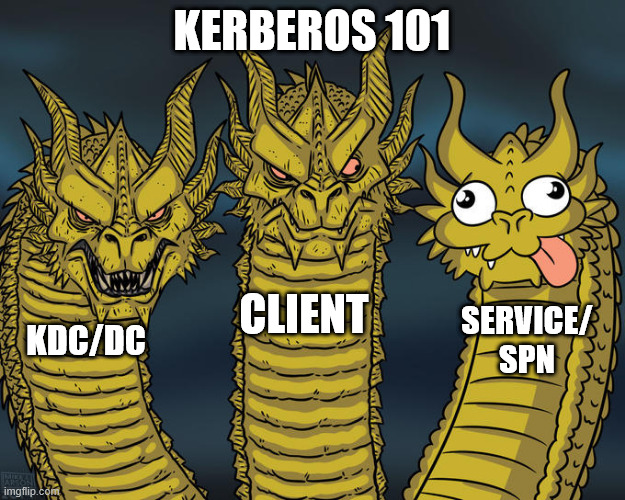 KERBEROS 101
KDC/DC
CLIENT
SERVICE/
SPN
imgflip.com